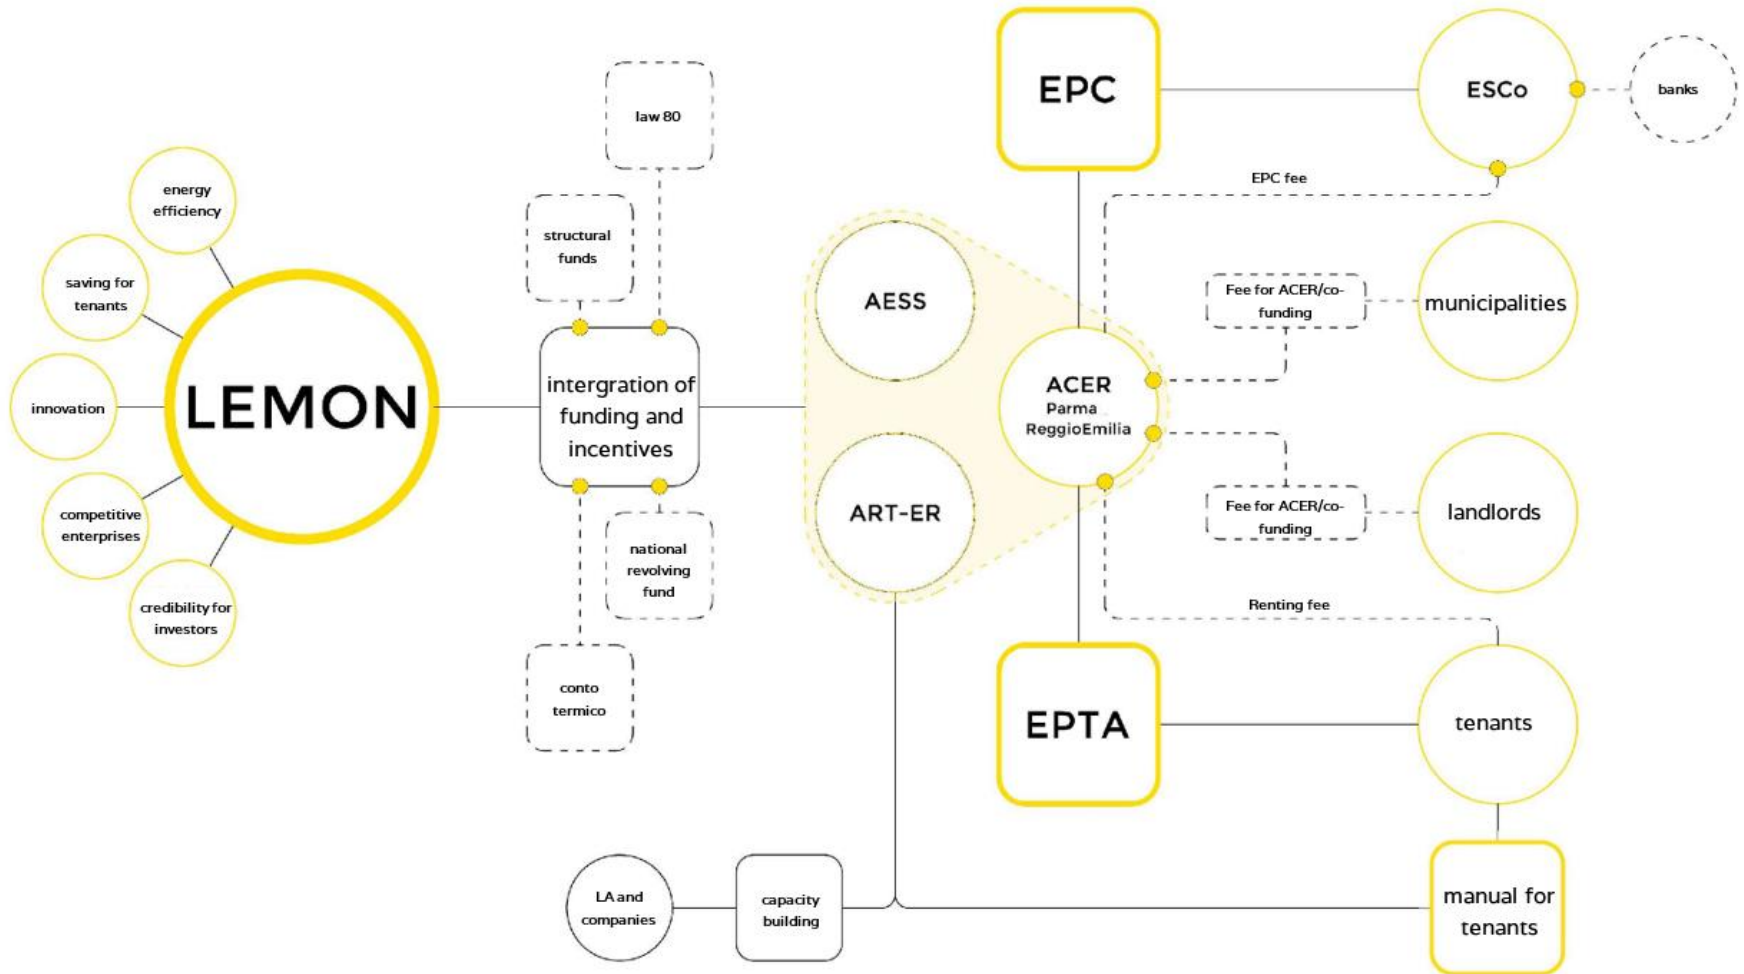 energy
efficiency
saving for
tenants
innovation
competitive
enterprises
credibility for
investors
LEMON
law 80
structural
funds
intergration of
funding and
incentives
national
revolving
fund
conto
termico
AESS
ART-ER
ACER
Parma
ReggioEmilia
EPC
ESCo
banks
EPC fee
Fee for ACER/co-
funding
municipalities
Fee for ACER/co-
funding
landlords
Renting fee
EPTA
tenants
manual for
tenants
LA and
companies
capacity
building